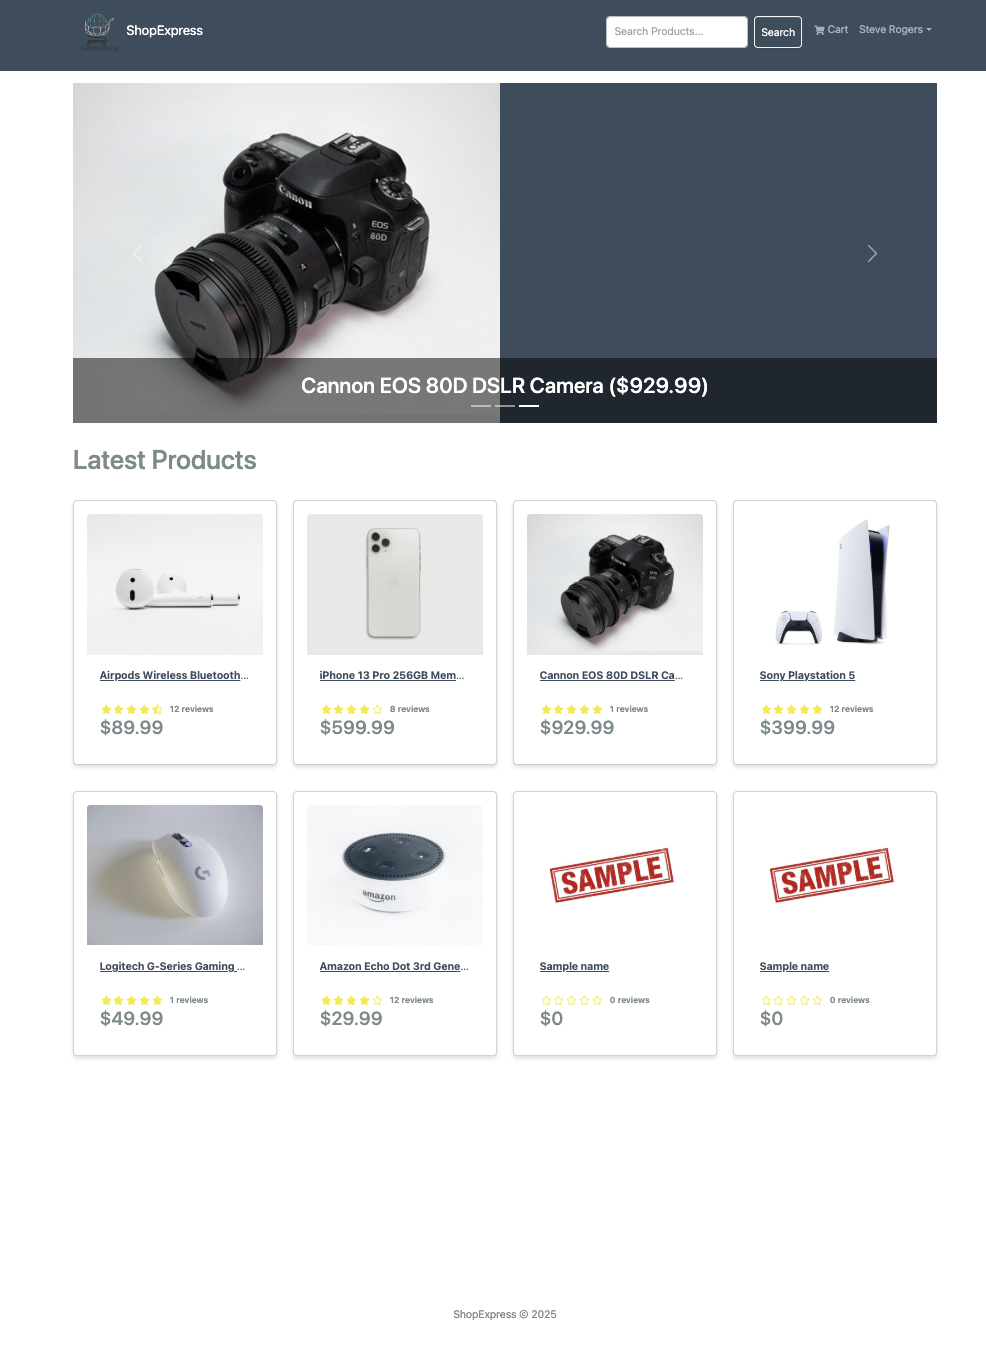 ShopExpress
Search Products...
Search
Cart
Steve Rogers
Canon
EOS
80D
A
Cannon EOS 80D DSLR Camera ($929.99)
Latest Products
Airpods Wireless Bluetooth...
12 reviews
$89.99
iPhone 13 Pro 256GB Mem...
8 reviews
$599.99
Cannon EOS 80D DSLR Ca...
1 reviews
$929.99
Sony Playstation 5
12 reviews
$399.99
G
Logitech G-Series Gaming ...
1 reviews
$49.99
amazon
Amazon Echo Dot 3rd Gene...
12 reviews
$29.99
SAMPLE
Sample name
0 reviews
$0
SAMPLE
Sample name
0 reviews
$0
ShopExpress © 2025